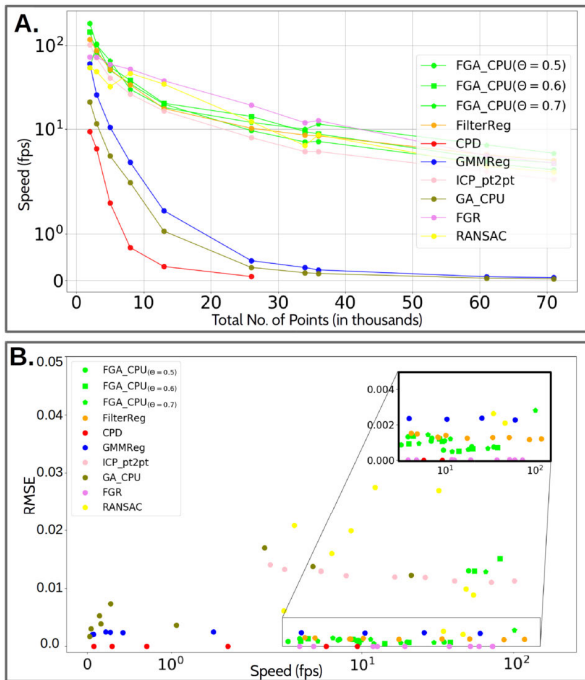 A.
10²
10¹
10⁰
0
Speed (fps)
FGA_CPU(Θ = 0.5)
FGA_CPU(Θ = 0.6)
FGA_CPU(Θ = 0.7)
FilterReg
CPD
GMMReg
ICP_pt2pt
GA_CPU
FGR
RANSAC
0 10 20 30 40 50 60 70
Total No. of Points (in thousands)
B.
0.05
0.04
0.03
0.02
0.01
0.0
RMSE
FGA_CPU(Θ = 0.5)
FGA_CPU(Θ = 0.6)
FGA_CPU(Θ = 0.7)
FilterReg
CPD
GMMReg
ICP_pt2pt
GA_CPU
FGR
RANSAC
0.004
0.002
0.000
10¹ 10²
0 10⁰ 10¹ 10²
Speed (fps)